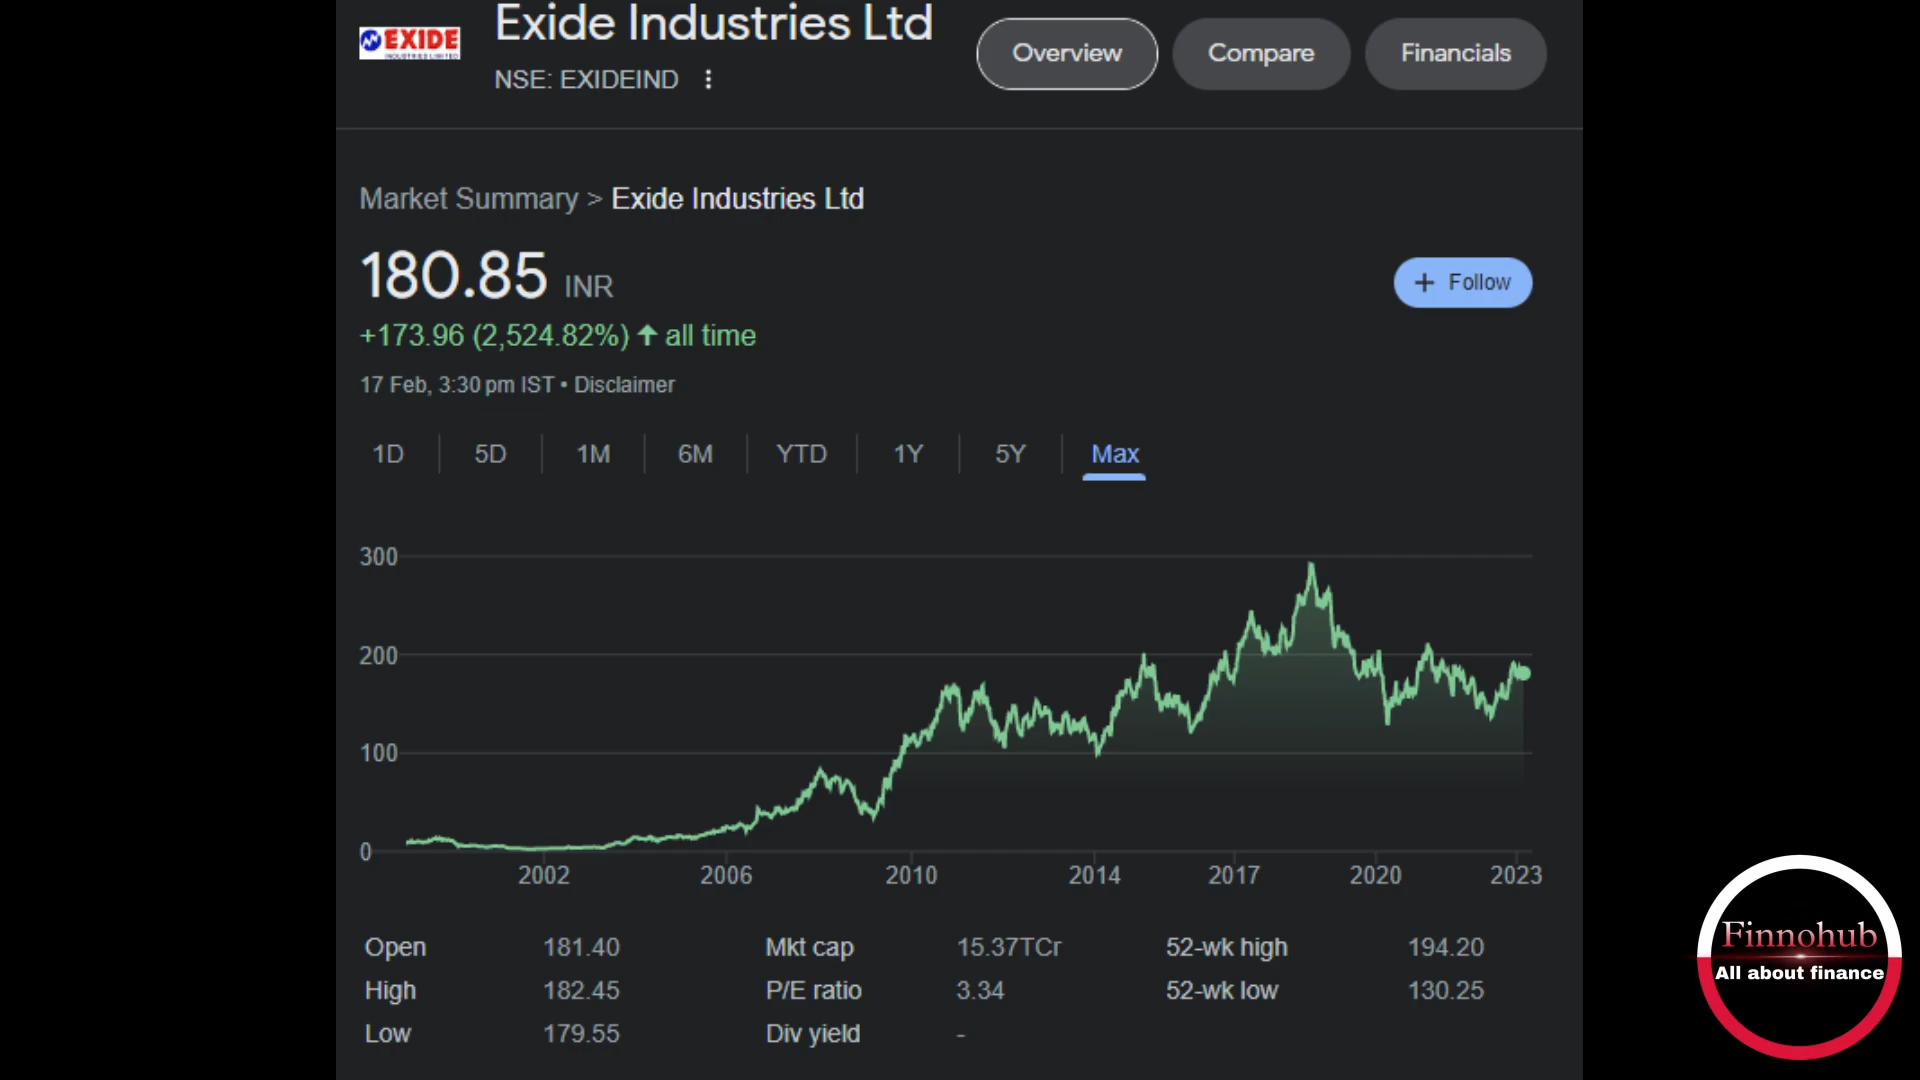 Exide Industries Ltd
EXIDE
INDUSTRIES LIMITED
NSE: EXIDEIND
Overview
Compare
Financials
Market Summary > Exide Industries Ltd
180.85 INR
+ Follow
+173.96 (2,524.82%) ↑ all time
17 Feb, 3:30 pm IST • Disclaimer
1D 5D 1M 6M YTD 1Y 5Y Max
300
200
100
0
2002 2006 2010 2014 2017 2020 2023
Open 181.40 Mkt cap 15.37TCr 52-wk high 194.20
High 182.45 P/E ratio 3.34 52-wk low 130.25
Low 179.55 Div yield -
Finnohub
All about finance